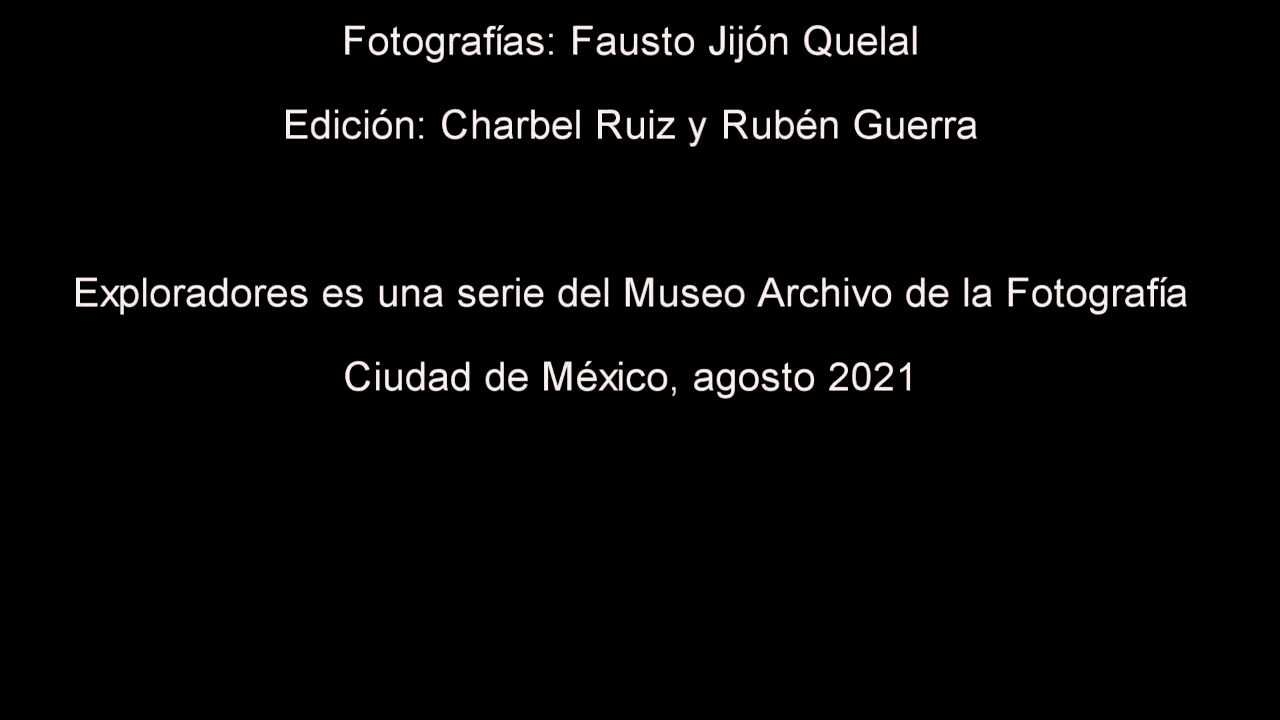 Fotografías: Fausto Jijón Quelal
Edición: Charbel Ruiz y Rubén Guerra
Exploradores es una serie del Museo Archivo de la Fotografía
Ciudad de México, agosto 2021